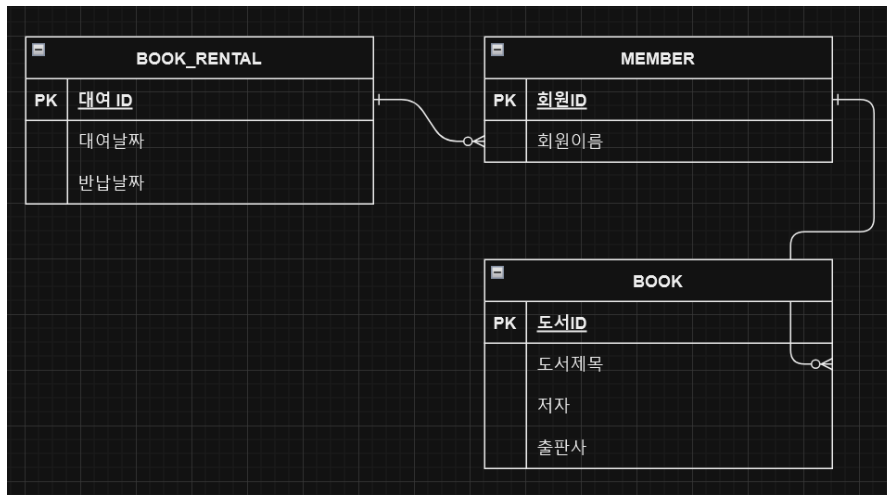 BOOK_RENTAL
PK 대여 ID
대여날짜
반납날짜
MEMBER
PK 회원ID
회원이름
BOOK
PK 도서ID
도서제목
저자
출판사